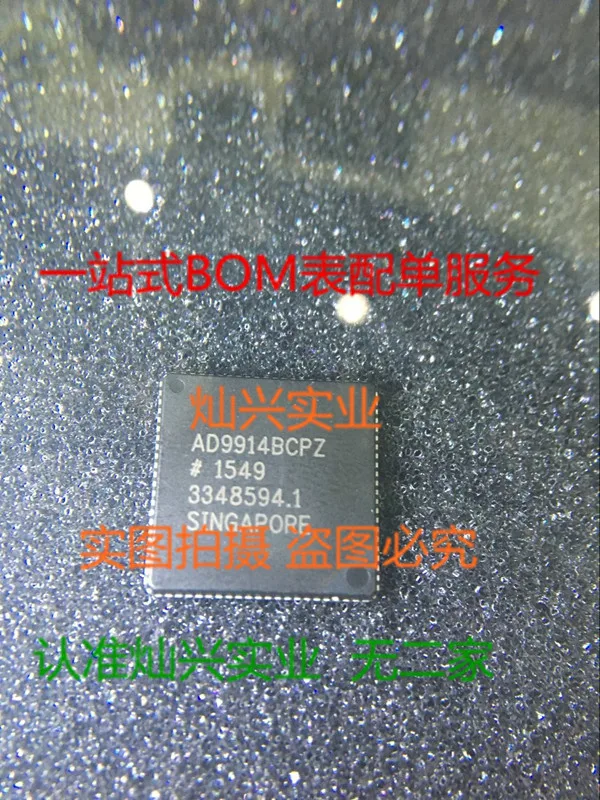 一站式BOM表配单服务
灿兴实业
AD9914BCPZ
# 1549
3348594.1
SINGAPORE
实图拍摄 盗图必究
认准灿兴实业 无二家